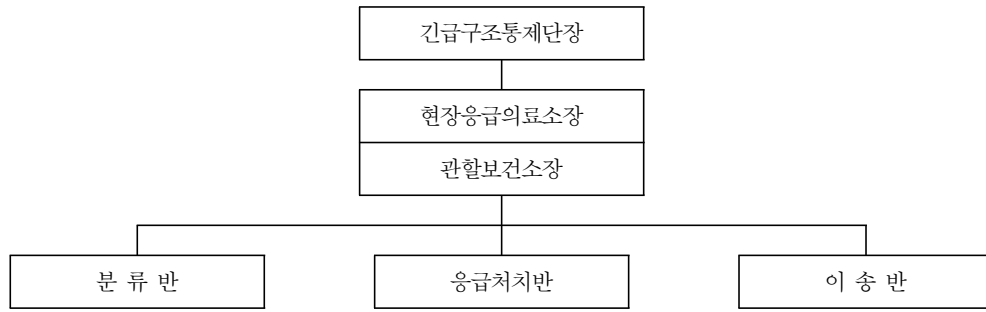 긴급구조통제단장
현장응급의료소장
관할보건소장
분 류 반
응급처치반
이 송 반